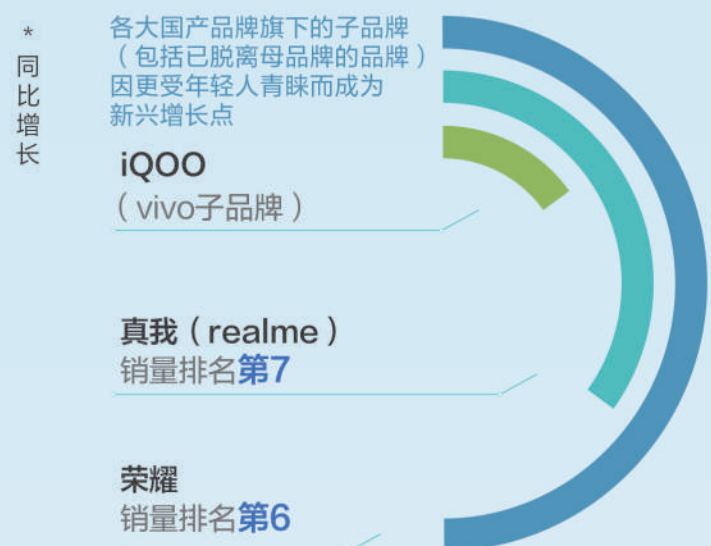 *同比增长
各大国产品牌旗下的子品牌
（包括已脱离母品牌的品牌）
因更受年轻人青睐而成为
新兴增长点
iQOO
（vivo子品牌）
真我（realme）
销量排名第7
荣耀
销量排名第6